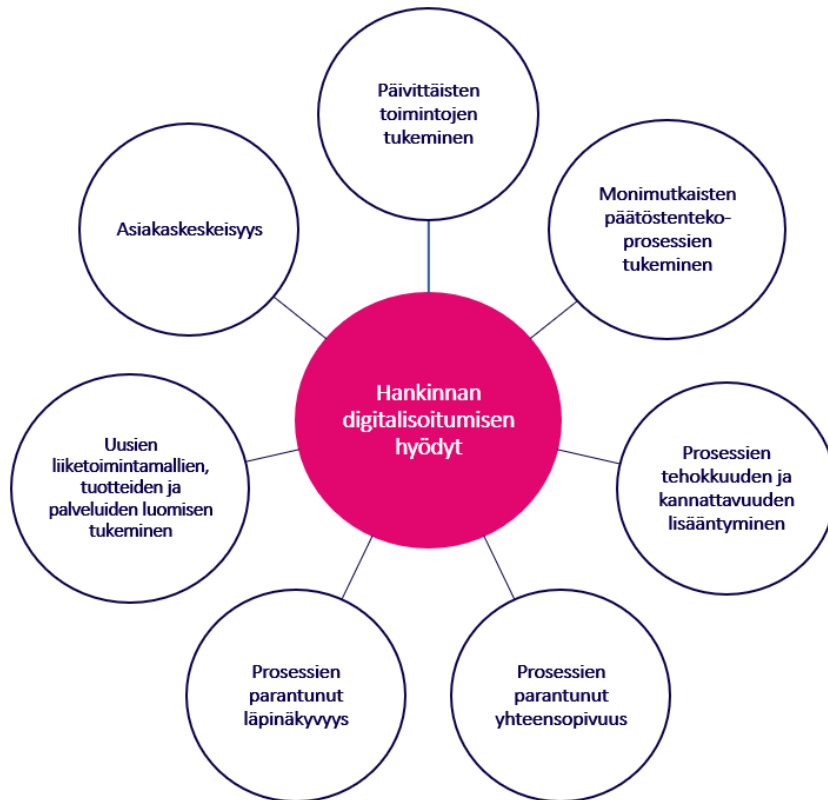 Päivittäisten
toimintojen
tukeminen
Monimutkaisten
päätöstenteko-
prosessien
tukeminen
Asiakaskeskeisyys
Hankinnan
digitalisoitumisen
hyödyt
Prosessien
tehokkuuden ja
kannattavuuden
lisääntyminen
Uusien
liiketoimintamallien,
tuotteiden ja
palveluiden luomisen
tukeminen
Prosessien
parantunut
yhteensopivuus
Prosessien
parantunut
läpinäkyvyys